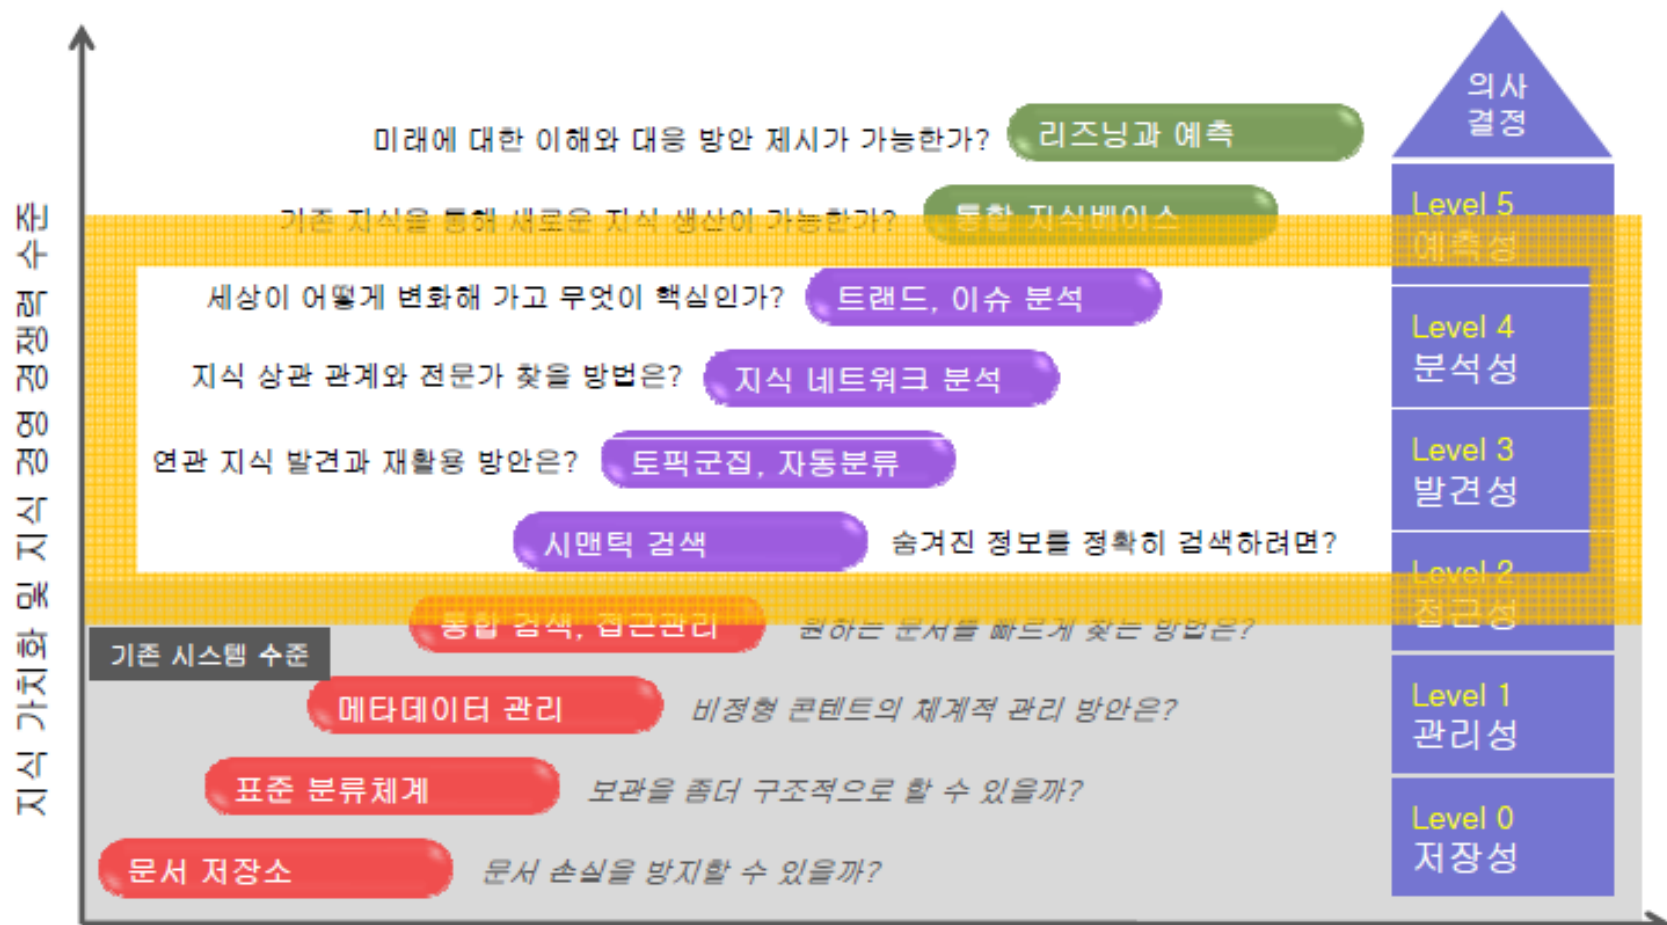 의사
결정
미래에 대한 이해와 대응 방안 제시가 가능한가? 리즈닝과 예측
기존 지식을 통해 새로운 지식 생산이 가능한가? 통합 지식베이스
Level 5
예측성
세상이 어떻게 변화해 가고 무엇이 핵심인가? 트랜드, 이슈 분석
Level 4
분석성
지식 상관 관계와 전문가 찾을 방법은? 지식 네트워크 분석
Level 3
발견성
연관 지식 발견과 재활용 방안은? 토픽군집, 자동분류
시맨틱 검색 숨겨진 정보를 정확히 검색하려면?
Level 2
접근성
통합 검색, 접근관리 원하는 문서를 빠르게 찾는 방법은?
기존 시스템 수준
메타데이터 관리 비정형 콘텐트의 체계적 관리 방안은?
Level 1
관리성
표준 분류체계 보관을 좀더 구조적으로 할 수 있을까?
Level 0
저장성
문서 저장소 문서 손실을 방지할 수 있을까?
지식 가치화 및 지식 경영 경쟁력 수준